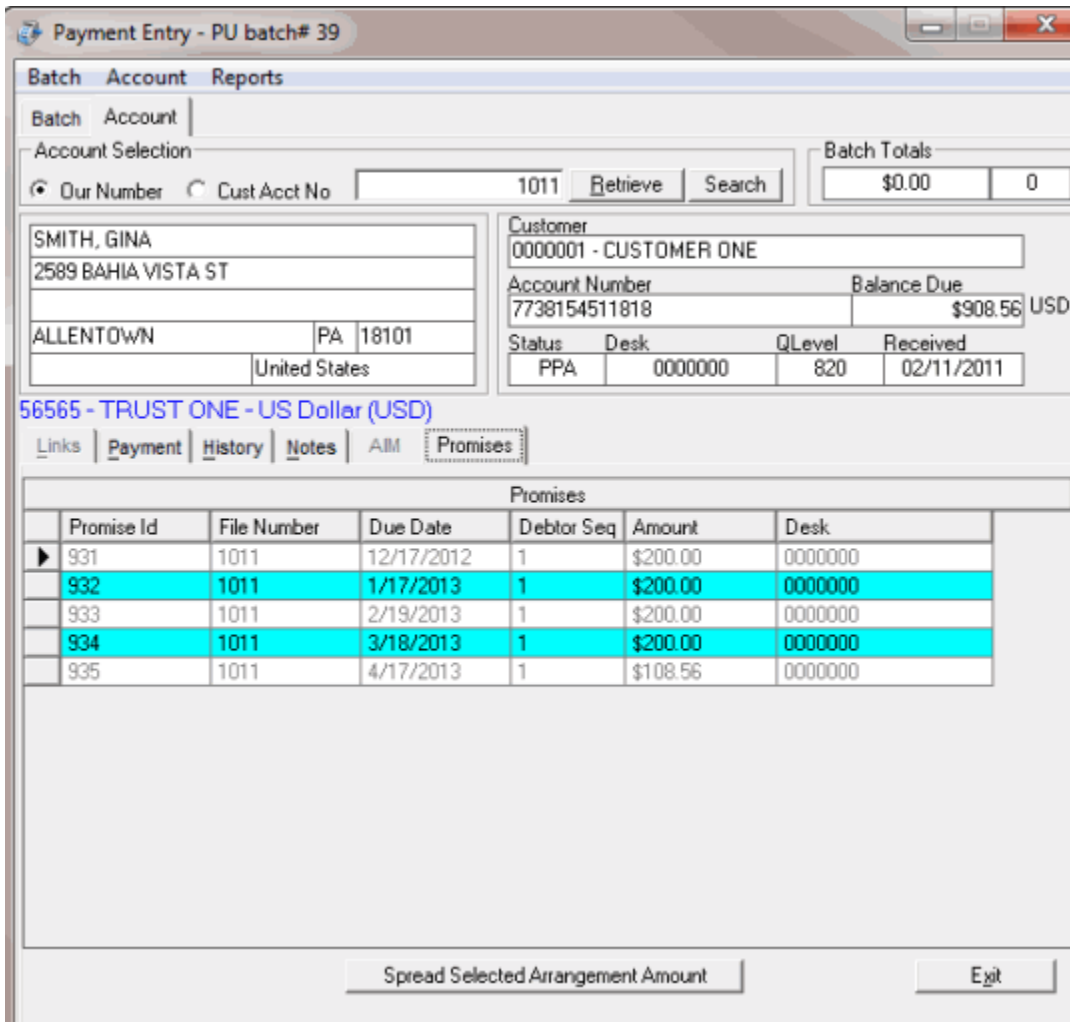 Payment Entry - PU batch# 39
Batch Account Reports
Batch Account
Account Selection
Our Number Cust Acct No 1011 Retrieve Search
Batch Totals
$0.00 0
SMITH, GINA
2589 BAHIA VISTA ST
ALLENTOWN PA 18101
United States
Customer
0000001 - CUSTOMER ONE
Account Number Balance Due
7738154511818 $908.56 USD
Status Desk QLevel Received
PPA 0000000 820 02/11/2011
56565 - TRUST ONE - US Dollar (USD)
Links Payment History Notes AIM Promises
Promises
Promise Id File Number Due Date Debtor Seq Amount Desk
931 1011 12/17/2012 1 $200.00 0000000
932 1011 1/17/2013 1 $200.00 0000000
933 1011 2/19/2013 1 $200.00 0000000
934 1011 3/18/2013 1 $200.00 0000000
935 1011 4/17/2013 1 $108.56 0000000
Spread Selected Arrangement Amount Exit